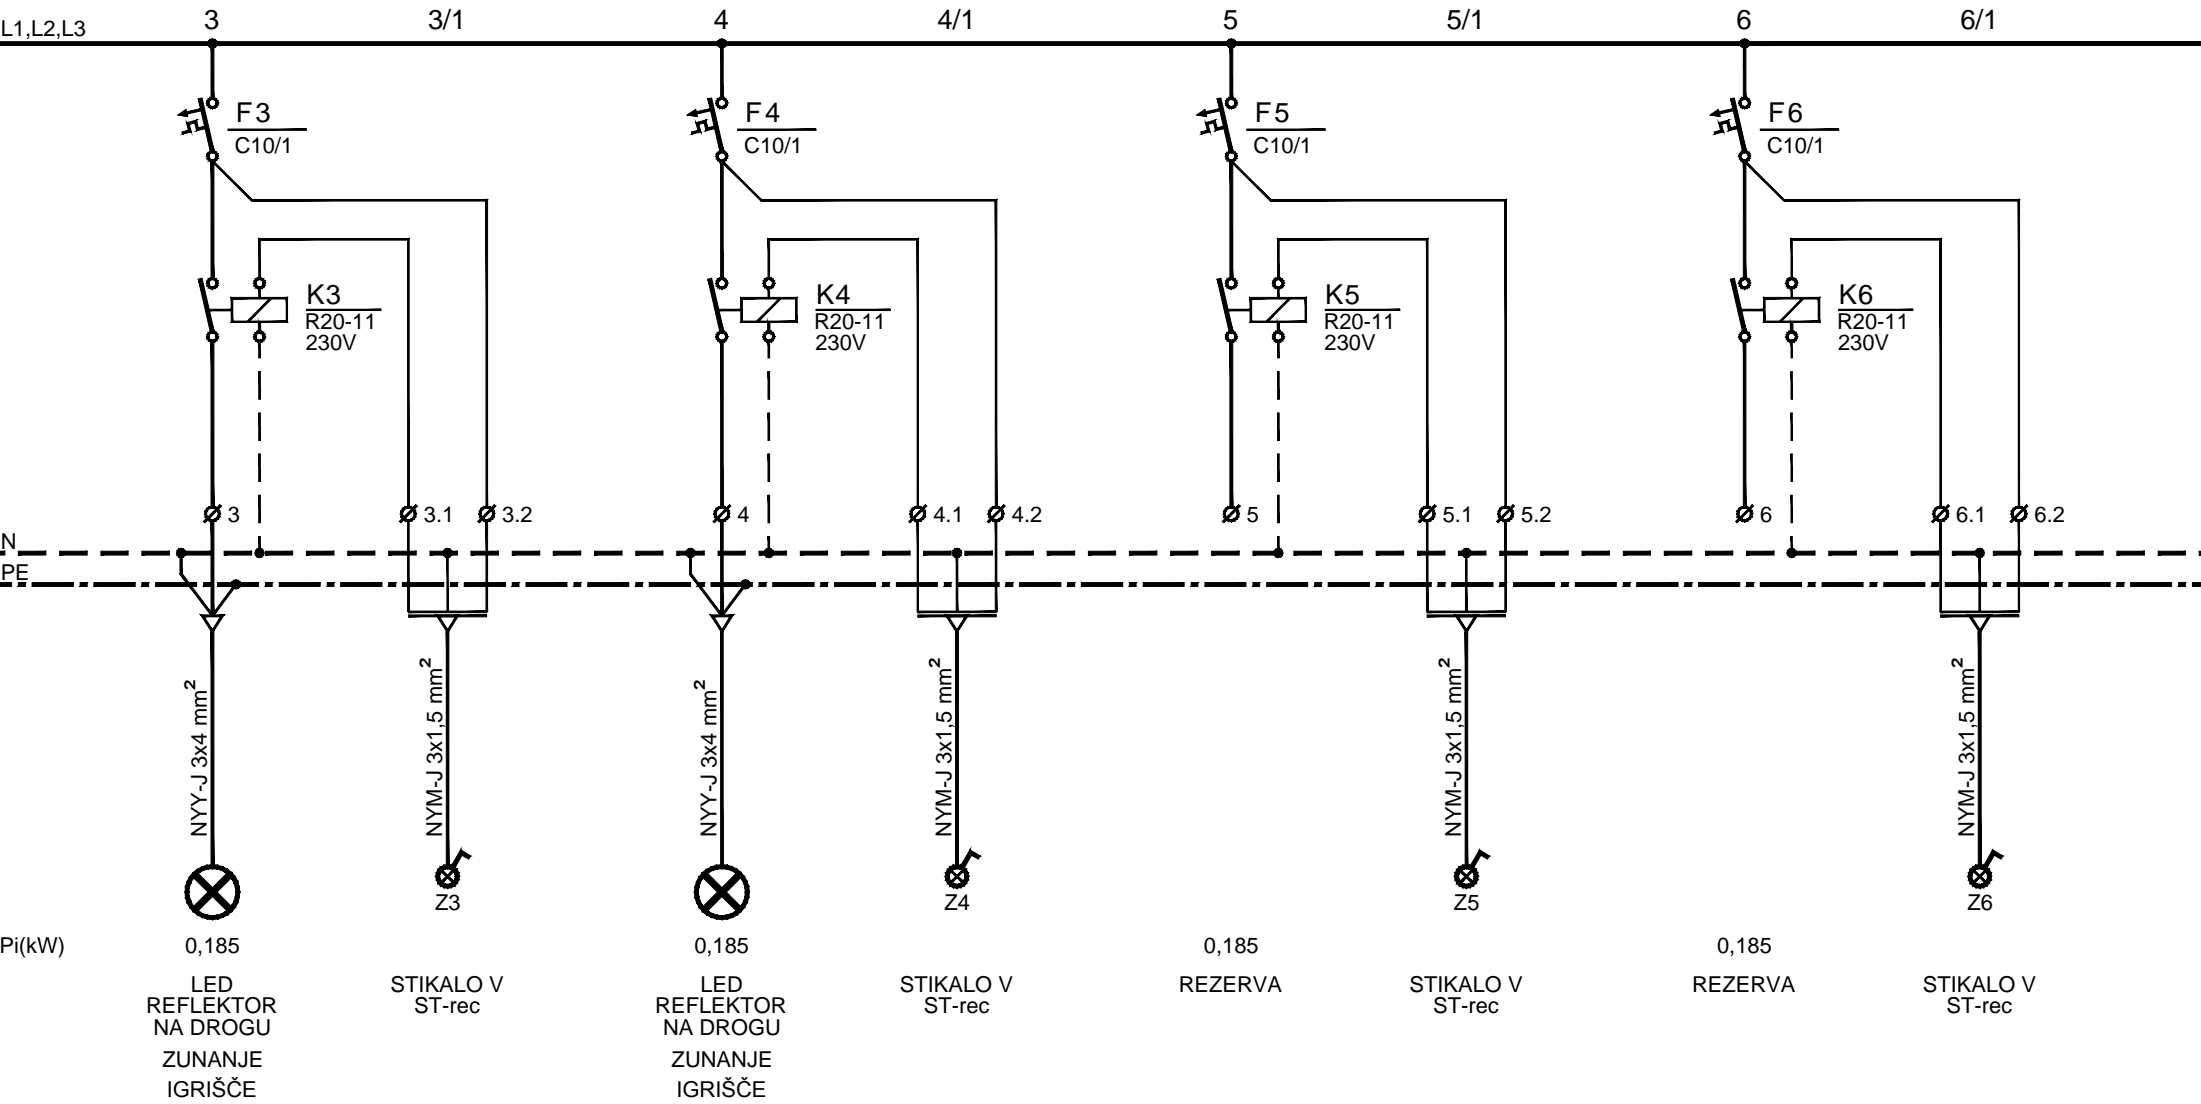 3 3/1 4 4/1 5 5/1 6 6/1
L1,L2,L3
F3 F4 F5 F6
C10/1 C10/1 C10/1 C10/1
K3 K4 K5 K6
R20-11 R20-11 R20-11 R20-11
230V 230V 230V 230V
3 3.1 3.2 4 4.1 4.2 5 5.1 5.2 6 6.1 6.2
N
PE
NYY-J 3x4 mm²
NYM-J 3x1,5 mm²
NYY-J 3x4 mm²
NYM-J 3x1,5 mm²
NYM-J 3x1,5 mm²
NYM-J 3x1,5 mm²
Z3 Z4 Z5 Z6
Pi(kW) 0,185 0,185 0,185 0,185
LED STIKALO V LED STIKALO V REZERVA STIKALO V REZERVA STIKALO V
REFLEKTOR ST-rec REFLEKTOR ST-rec ST-rec ST-rec
NA DROGU NA DROGU
ZUNANJE ZUNANJE
IGRIŠČE IGRIŠČE